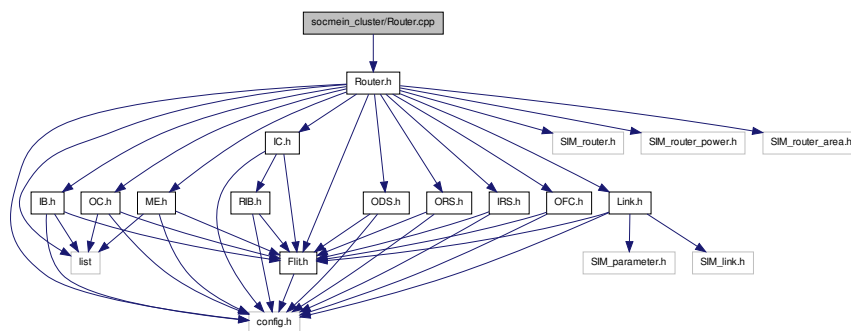 socmein_cluster/Router.cpp
Router.h
IC.h
SIM_router.h
SIM_router_power.h
SIM_router_area.h
IB.h
OC.h
ME.h
RIB.h
ODS.h
ORS.h
IRS.h
OFC.h
Link.h
list
Flit.h
SIM_parameter.h
SIM_link.h
config.h